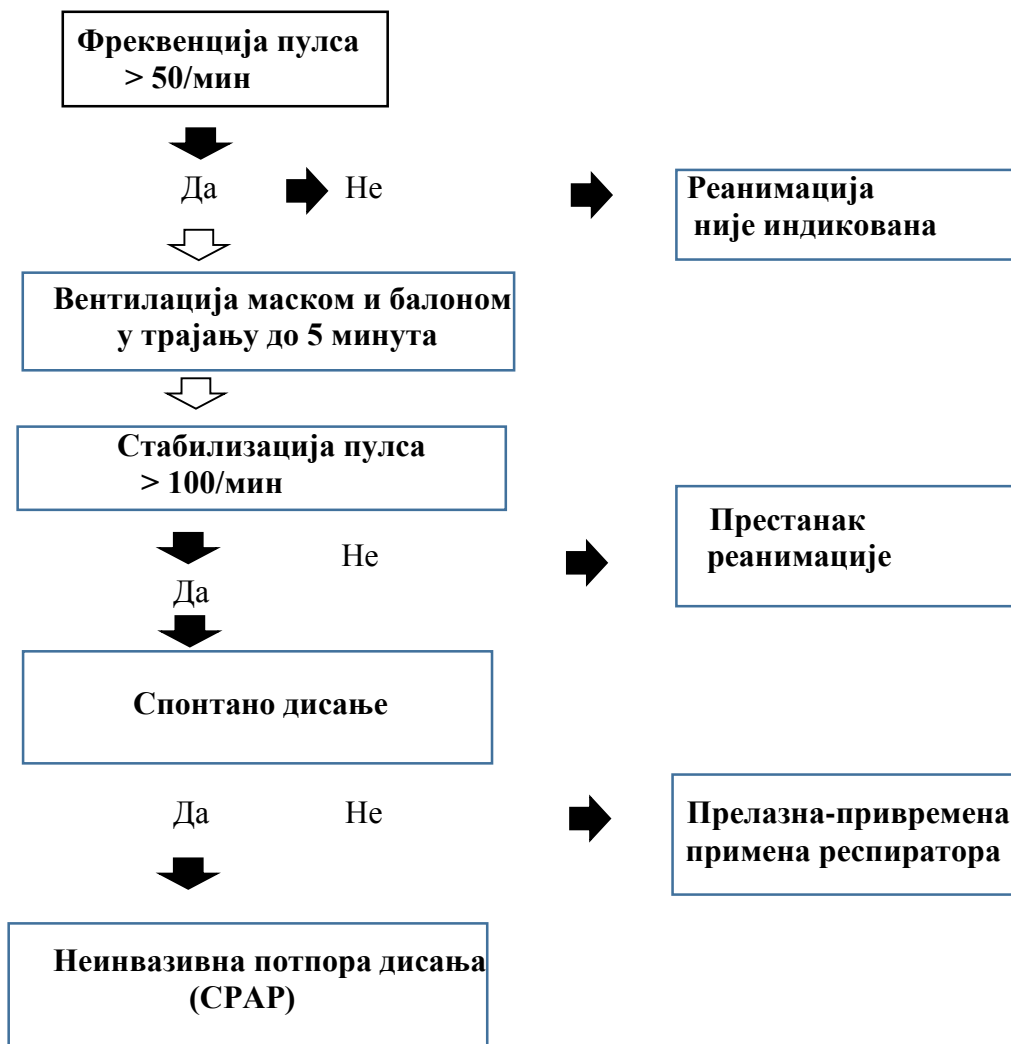 Фреквенција пулса
> 50/мин
Да
Не
Реанимација
није индикована
Вентилација маском и балоном
у трајању до 5 минута
Стабилизација пулса
> 100/мин
Не
Престанак
реанимације
Да
Спонтано дисање
Да
Не
Прелазна-привремена
примена респиратора
Неинвазивна потпора дисања
(CPAP)